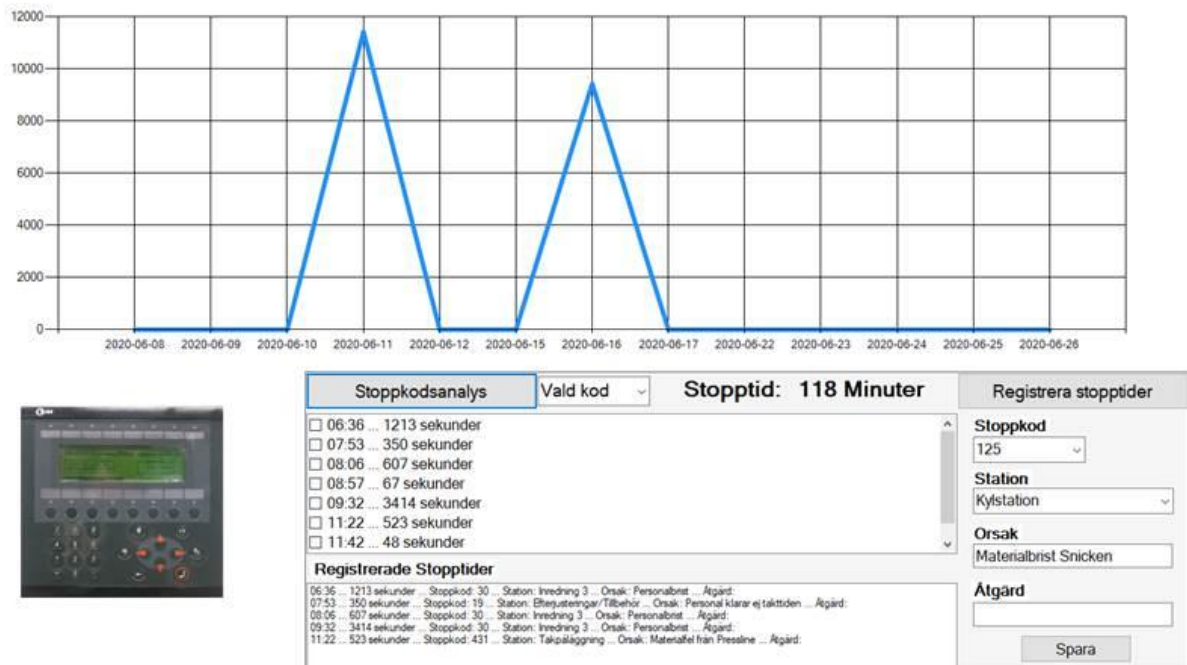 12000
10000
8000
6000
4000
2000
0
2020-06-08 2020-06-09 2020-06-10 2020-06-11 2020-06-12 2020-06-15 2020-06-16 2020-06-17 2020-06-22 2020-06-23 2020-06-24 2020-06-25 2020-06-26
Stoppkodsanalys Vald kod Stopptid: 118 Minuter Registrera stopptider
06:36 ... 1213 sekunder
07:53 ... 350 sekunder
08:06 ... 607 sekunder
08:57 ... 67 sekunder
09:32 ... 3414 sekunder
11:22 ... 523 sekunder
11:42 ... 48 sekunder
Registrerade Stopptider
06:36 ... 1213 sekunder ... Stoppkod: 30 ... Station: Inredning 3 ... Orsak: Personalbrist ... Åtgärd:
07:53 ... 350 sekunder ... Stoppkod: 19 ... Station: Efterjusteringar/Tillbehör ... Orsak: Personal klarar ej takttiden ... Åtgärd:
08:06 ... 607 sekunder ... Stoppkod: 30 ... Station: Inredning 3 ... Orsak: Personalbrist ... Åtgärd:
09:32 ... 3414 sekunder ... Stoppkod: 30 ... Station: Inredning 3 ... Orsak: Personalbrist ... Åtgärd:
11:22 ... 523 sekunder ... Stoppkod: 431 ... Station: Takpåläggning ... Orsak: Materialfel från Pressline ... Åtgärd:
Stoppkod
125
Station
Kylstation
Orsak
Materialbrist Snicken
Åtgärd
Spara